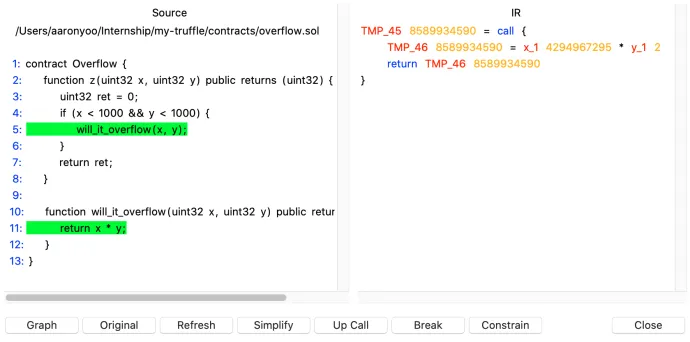 Source
/Users/aaronyoo/Internship/my-truffle/contracts/overflow.sol
1: contract Overflow {
2: function z(uint32 x, uint32 y) public returns (uint32) {
3: uint32 ret = 0;
4: if (x < 1000 && y < 1000) {
5: will_it_overflow(x, y);
6: }
7: return ret;
8: }
9:
10: function will_it_overflow(uint32 x, uint32 y) public retur
11: return x * y;
12: }
13: }
IR
TMP_45 8589934590 = call {
TMP_46 8589934590 = x_1 4294967295 * y_1 2
return TMP_46 8589934590
}
Graph Original Refresh Simplify Up Call Break Constrain Close